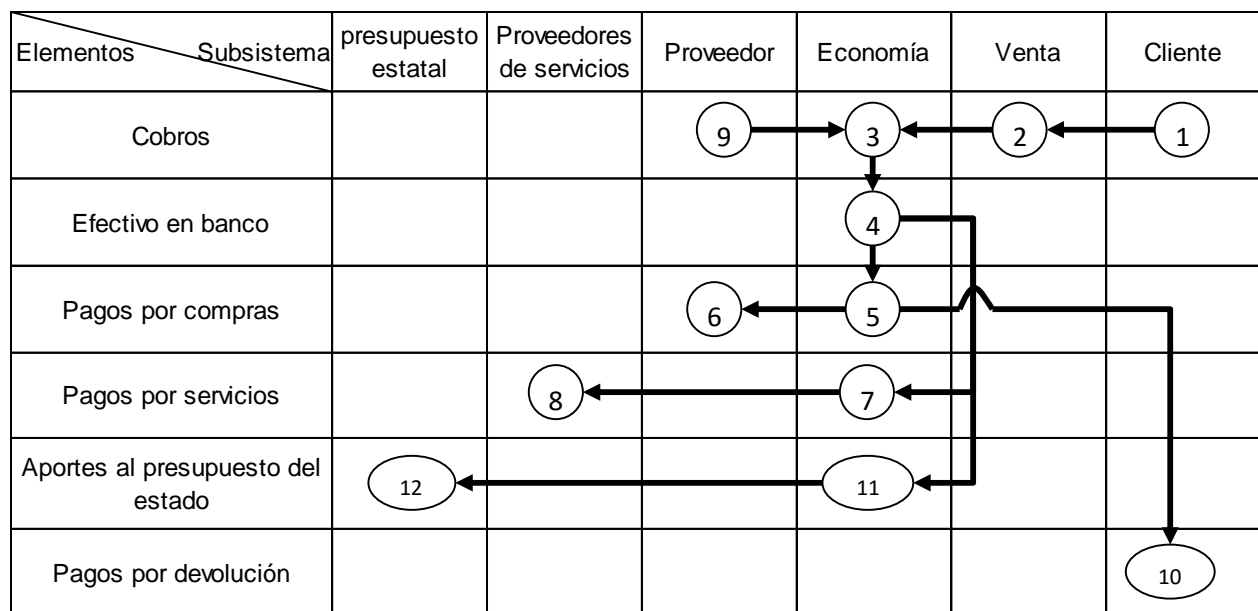 Elementos Subsistema
presupuesto
estatal
Proveedores
de servicios
Proveedor
Economía
Venta
Cliente
Cobros
9
3
2
1
Efectivo en banco
4
Pagos por compras
6
5
Pagos por servicios
8
7
Aportes al presupuesto del
estado
12
11
Pagos por devolución
10